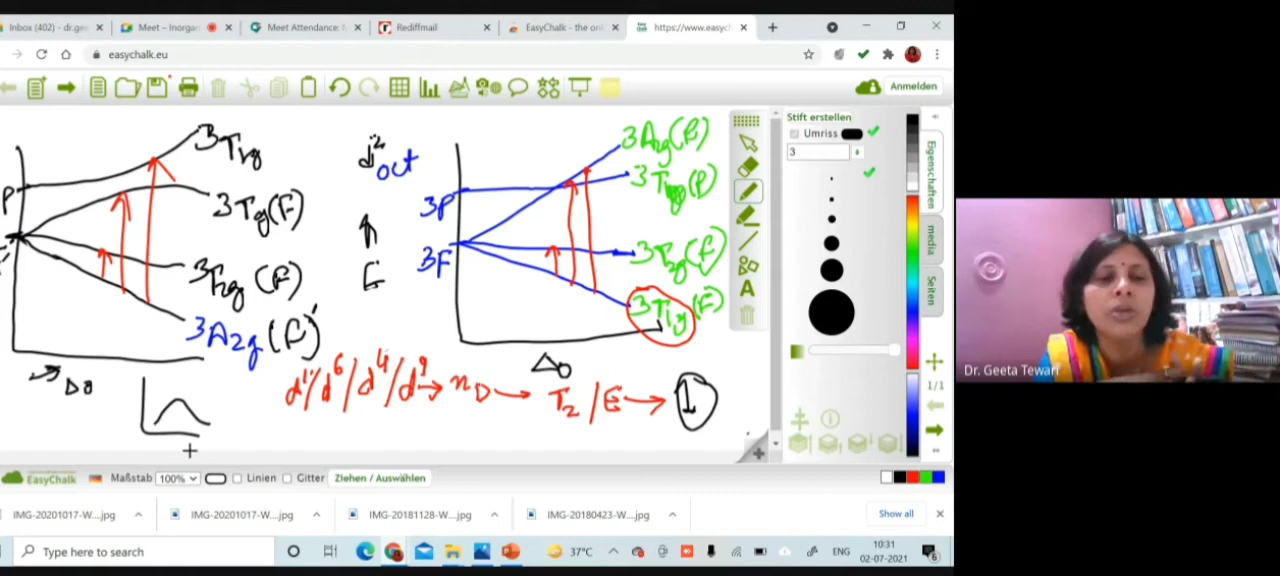 Inbox (402) - dr.gee
Meet – Inorgan
Meet Attendance: M
Rediffmail
EasyChalk - the onl
https://www.easych
easychalk.eu
Anmelden
Stift erstellen
Umriss
3
Eigenschaften
media
Seiten
1/1
3T1g
3Tg(F)
3T2g (F)
3A2g (F)
P
Δo
d2
oct
3P
3F
E
3A2g(F)
3T1g(P)
3T2g(F)
3T1g(F)
Δo
d1/d6/d4/d9 → nD → T2/E → 1
EasyChalk
Maßstab 100% Linien Gitter Ziehen / Auswählen
IMG-20201017-W....jpg
IMG-20201017-W....jpg
IMG-20181128-W....jpg
IMG-20180423-W....jpg
Show all
Type here to search
37°C
ENG
10:31
02-07-2021
6
Dr. Geeta Tewari